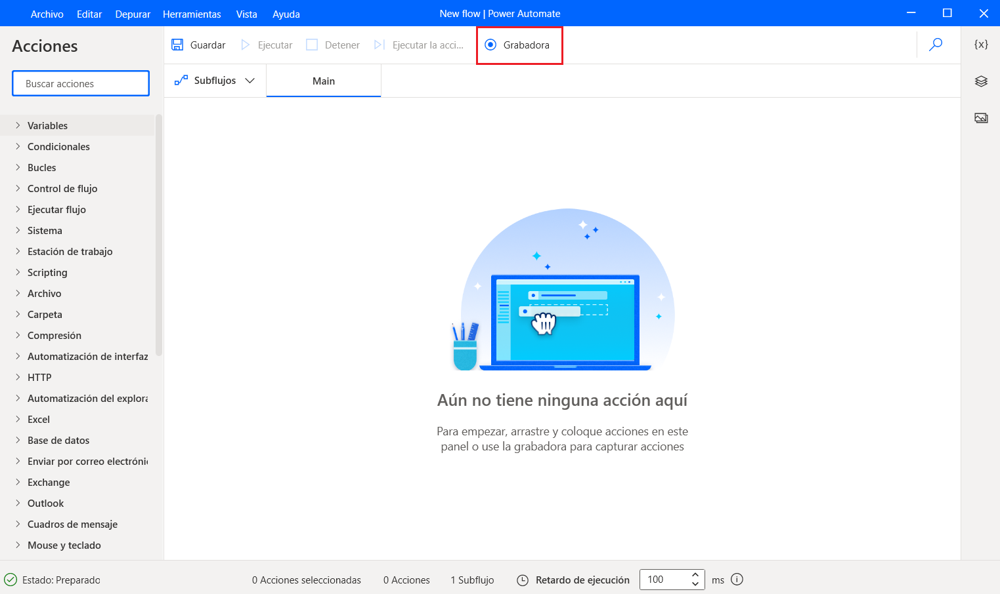 Archivo Editar Depurar Herramientas Vista Ayuda New flow | Power Automate
Acciones
Guardar Ejecutar Detener Ejecutar la acci... Grabadora {x}
Buscar acciones
Subflujos Main
Variables
Condicionales
Bucles
Control de flujo
Ejecutar flujo
Sistema
Estación de trabajo
Scripting
Archivo
Carpeta
Compresión
Automatización de interfaz
HTTP
Automatización del explora
Excel
Base de datos
Enviar por correo electróni
Exchange
Outlook
Cuadros de mensaje
Mouse y teclado
Aún no tiene ninguna acción aquí
Para empezar, arrastre y coloque acciones en este
panel o use la grabadora para capturar acciones
Estado: Preparado 0 Acciones seleccionadas 0 Acciones 1 Subflujo Retardo de ejecución 100 ms